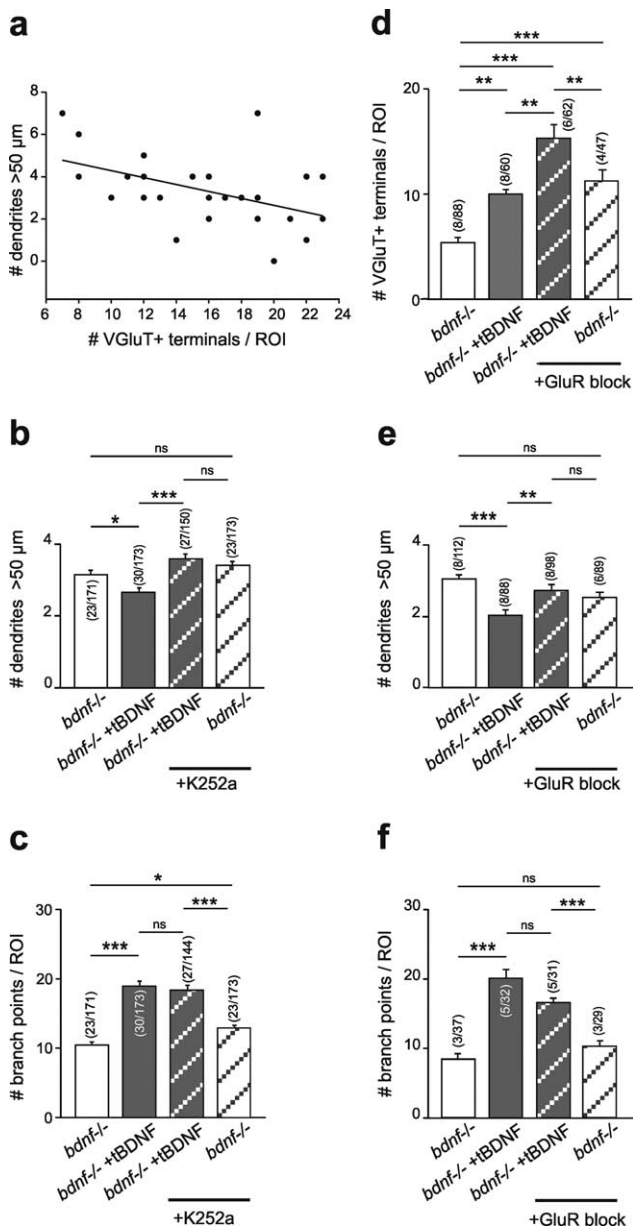 a
# dendrites >50 µm
8
6
4
2
0
6 8 10 12 14 16 18 20 22 24
# VGluT+ terminals / ROI
b
ns
ns
***
*
# dendrites >50 µm
4
2
0
(23/171)
(30/173)
(27/150)
(23/173)
bdnf-/-
bdnf-/- +tBDNF
bdnf-/- +tBDNF
bdnf-/-
+K252a
c
*
***
ns
***
# branch points / ROI
30
20
10
0
(23/171)
(30/173)
(27/144)
(23/173)
bdnf-/-
bdnf-/- +tBDNF
bdnf-/- +tBDNF
bdnf-/-
+K252a
d
***
***
** **
**
# VGluT+ terminals / ROI
20
10
0
(8/88)
(8/60)
(6/62)
(4/47)
bdnf-/-
bdnf-/- +tBDNF
bdnf-/- +tBDNF
bdnf-/-
+GluR block
e
ns
ns
**
***
# dendrites >50 µm
4
2
0
(8/112)
(8/88)
(8/98)
(6/89)
bdnf-/-
bdnf-/- +tBDNF
bdnf-/- +tBDNF
bdnf-/-
+GluR block
f
ns
***
ns
***
# branch points / ROI
30
20
10
0
(3/37)
(5/32)
(5/31)
(3/29)
bdnf-/-
bdnf-/- +tBDNF
bdnf-/- +tBDNF
bdnf-/-
+GluR block